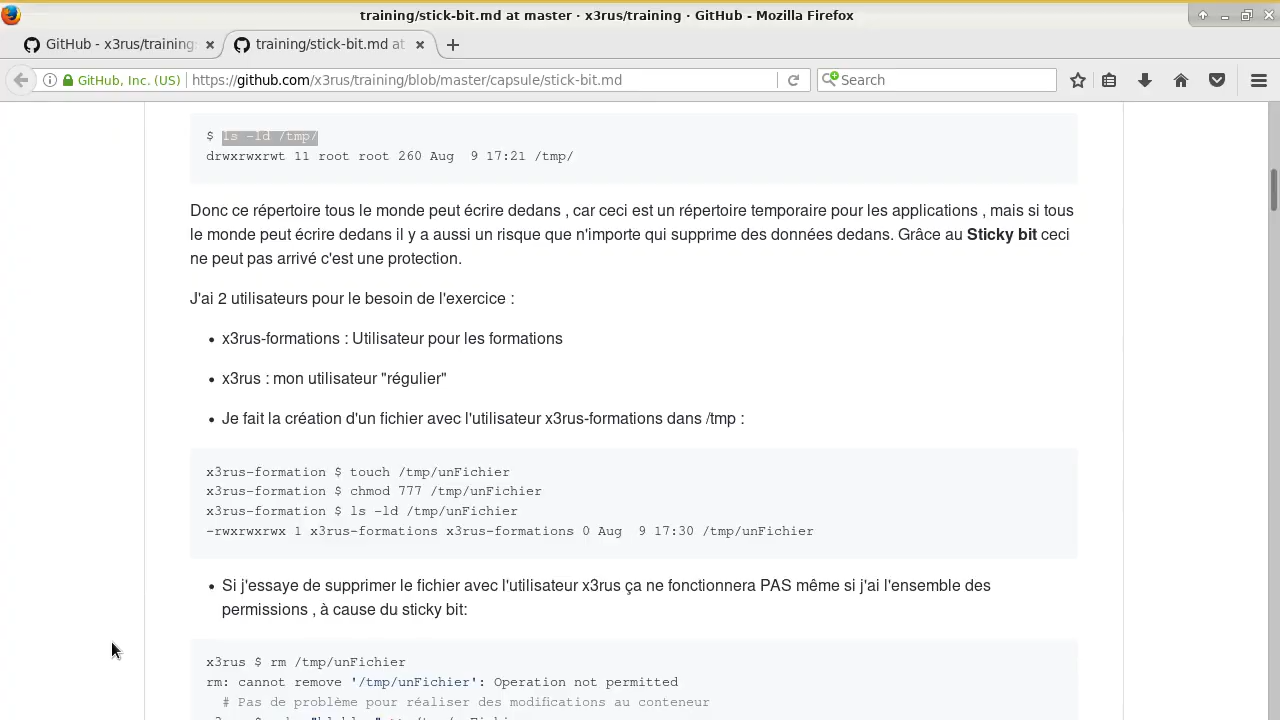 training/stick-bit.md at master · x3rus/training · GitHub - Mozilla Firefox
GitHub - x3rus/training
training/stick-bit.md at
GitHub, Inc. (US)
https://github.com/x3rus/training/blob/master/capsule/stick-bit.md
Search
$ ls -ld /tmp/
drwxrwxrwt 11 root root 260 Aug  9 17:21 /tmp/
Donc ce répertoire tous le monde peut écrire dedans , car ceci est un répertoire temporaire pour les applications , mais si tous
le monde peut écrire dedans il y a aussi un risque que n'importe qui supprime des données dedans. Grâce au Sticky bit ceci
ne peut pas arrivé c'est une protection.
J'ai 2 utilisateurs pour le besoin de l'exercice :
• x3rus-formations : Utilisateur pour les formations
• x3rus : mon utilisateur "régulier"
• Je fait la création d'un fichier avec l'utilisateur x3rus-formations dans /tmp :
x3rus-formation $ touch /tmp/unFichier
x3rus-formation $ chmod 777 /tmp/unFichier
x3rus-formation $ ls -ld /tmp/unFichier
-rwxrwxrwx 1 x3rus-formations x3rus-formations 0 Aug  9 17:30 /tmp/unFichier
• Si j'essaye de supprimer le fichier avec l'utilisateur x3rus ça ne fonctionnera PAS même si j'ai l'ensemble des
permissions , à cause du sticky bit:
x3rus $ rm /tmp/unFichier
rm: cannot remove '/tmp/unFichier': Operation not permitted
# Pas de problème pour réaliser des modifications au conteneur